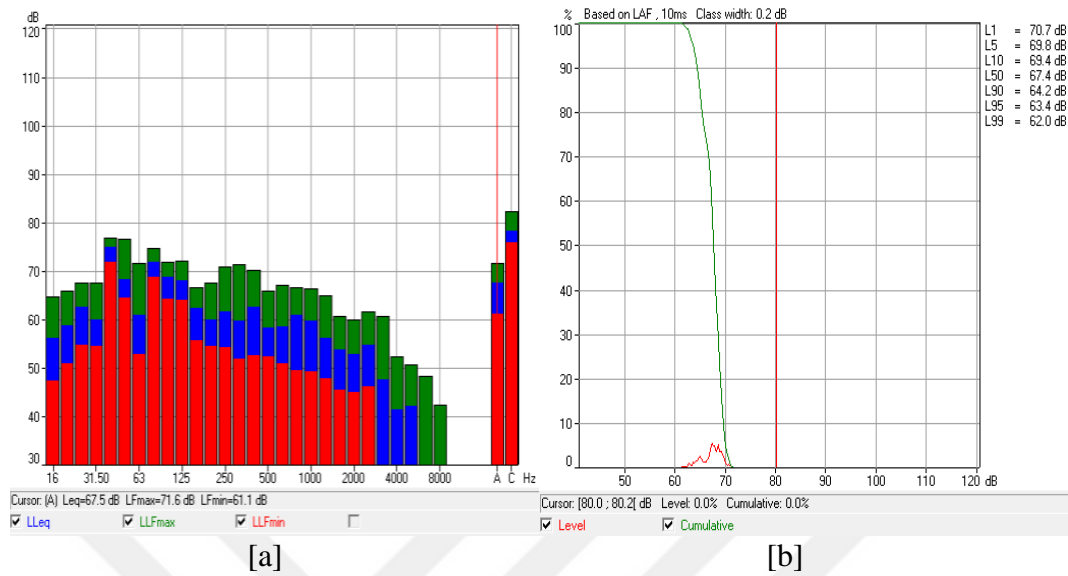 dB
120
110
100
90
80
70
60
50
40
30
16 31.50 63 125 250 500 1000 2000 4000 8000 A C Hz
Cursor: (A) Leq=67.5 dB LFmax=71.6 dB LFmin=61.1 dB
LLeq LLFmax LLFmin
[a]
% Based on LAF , 10ms Class width: 0.2 dB
100
90
80
70
60
50
40
30
20
10
0
50 60 70 80 90 100 110 120 dB
L1 = 70.7 dB
L5 = 69.8 dB
L10 = 69.4 dB
L50 = 67.4 dB
L90 = 64.2 dB
L95 = 63.4 dB
L99 = 62.0 dB
Cursor: [80.0 ; 80.2[ dB Level: 0.0% Cumulative: 0.0%
Level Cumulative
[b]